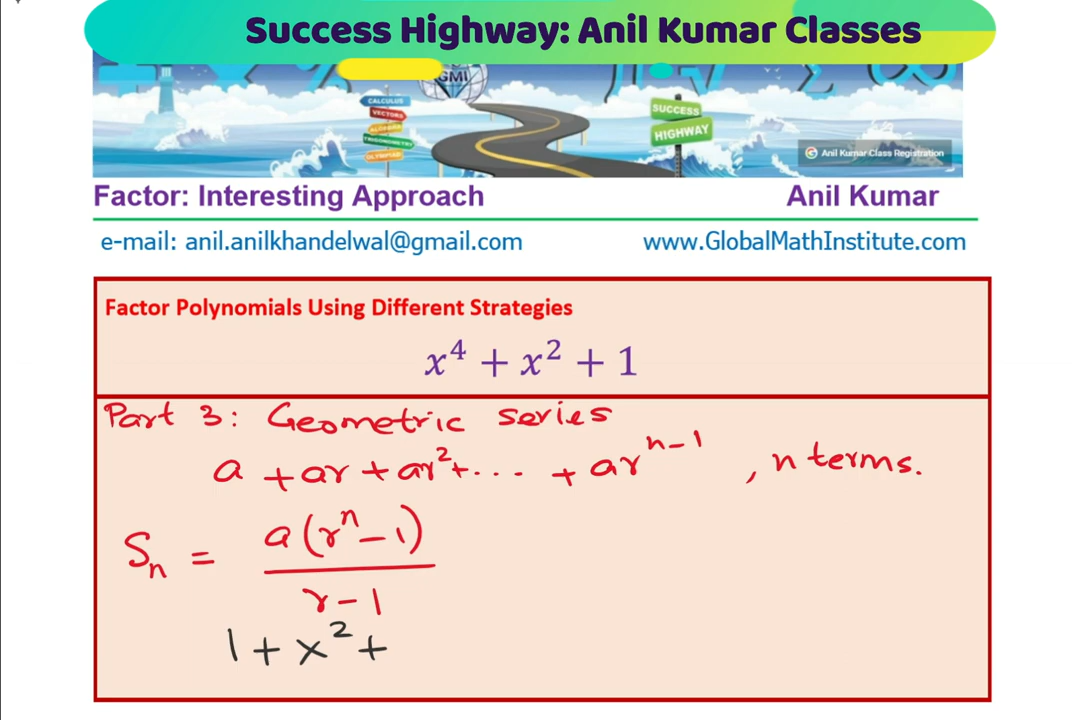 Success Highway: Anil Kumar Classes
GMI
CALCULUS
VECTORS
ALGEBRA
TRIGONOMETRY
OLYMPIAD
SUCCESS
HIGHWAY
Anil Kumar Class Registration
Factor: Interesting Approach
Anil Kumar
e-mail: anil.anilkhandelwal@gmail.com
www.GlobalMathInstitute.com
Factor Polynomials Using Different Strategies
x⁴ + x² + 1
Part 3: Geometric series
a + ar + ar² + ... + arⁿ⁻¹ , n terms.
Sₙ = a(rⁿ - 1) / r - 1
1 + x² +